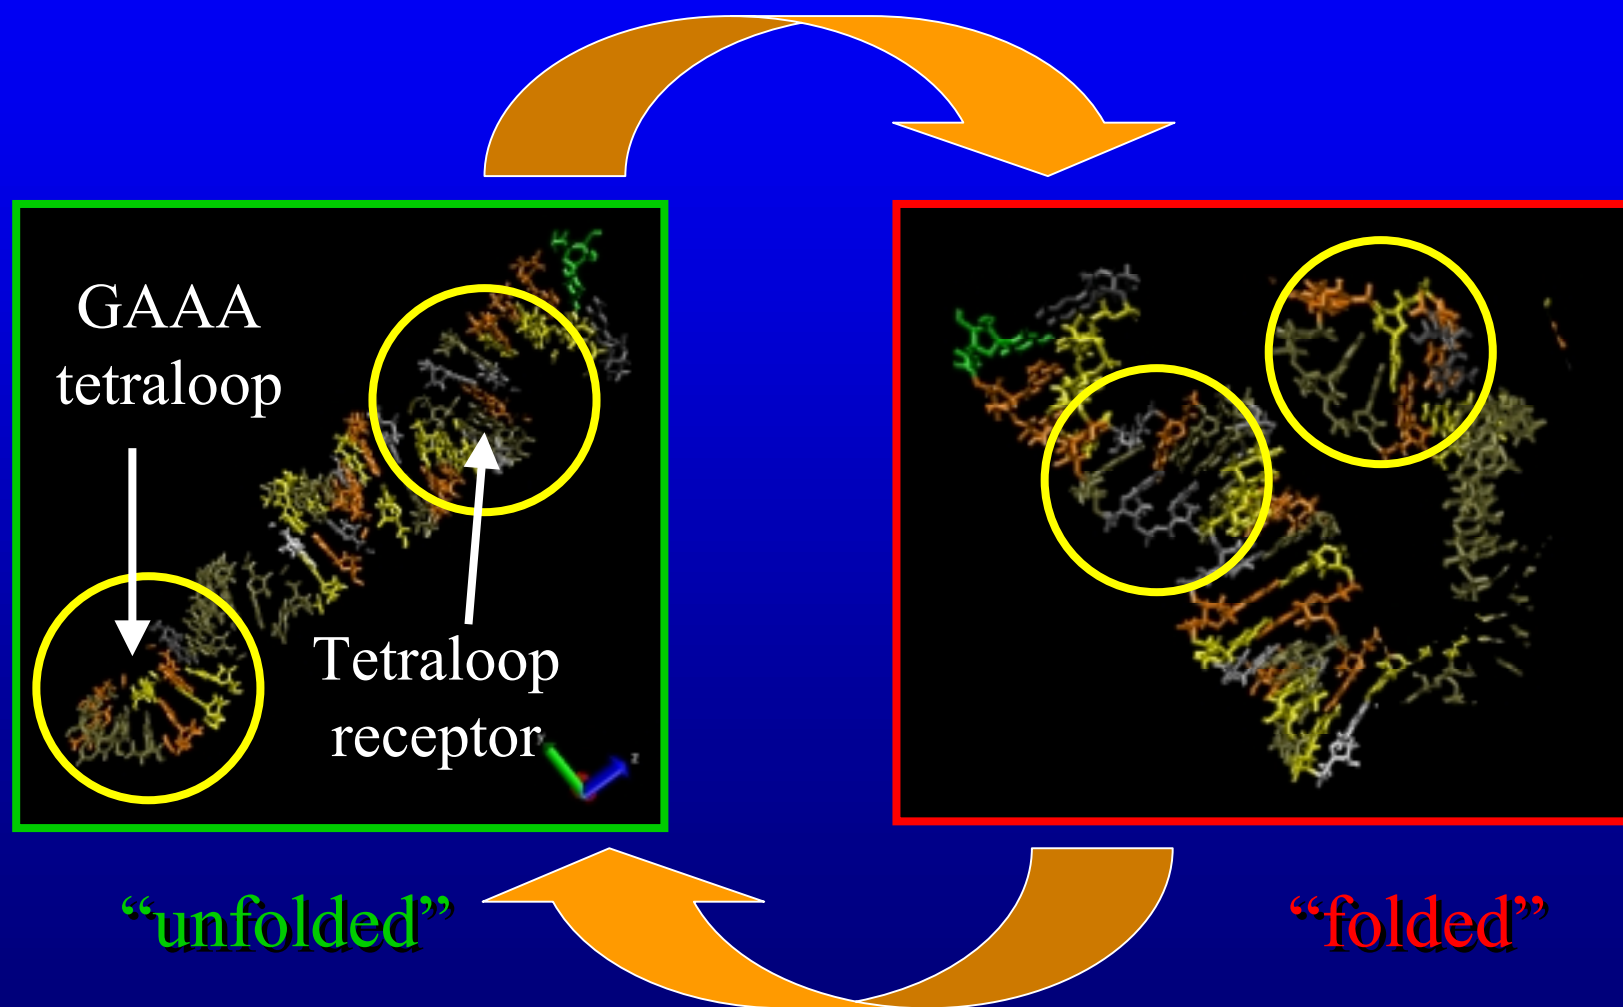 GAAA
tetraloop
Tetraloop
receptor
z
“unfolded”
“folded”